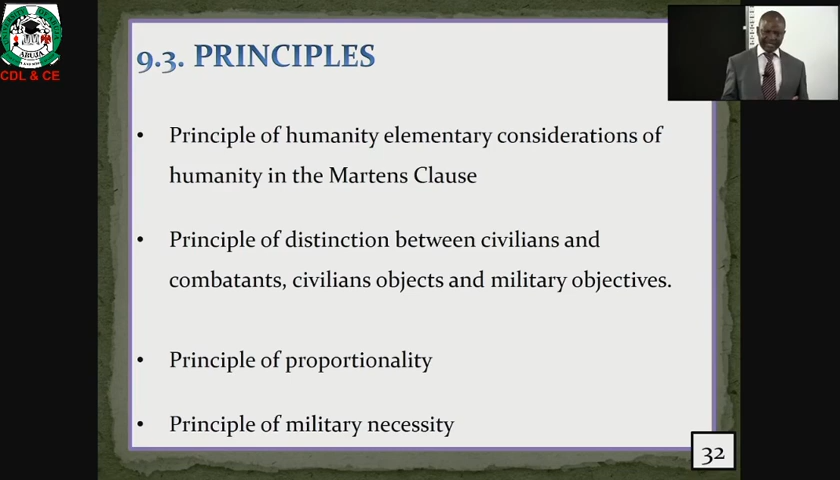 ABUJA
CDL & CE
9.3. PRINCIPLES
• Principle of humanity elementary considerations of
humanity in the Martens Clause
• Principle of distinction between civilians and
combatants, civilians objects and military objectives.
• Principle of proportionality
• Principle of military necessity
32